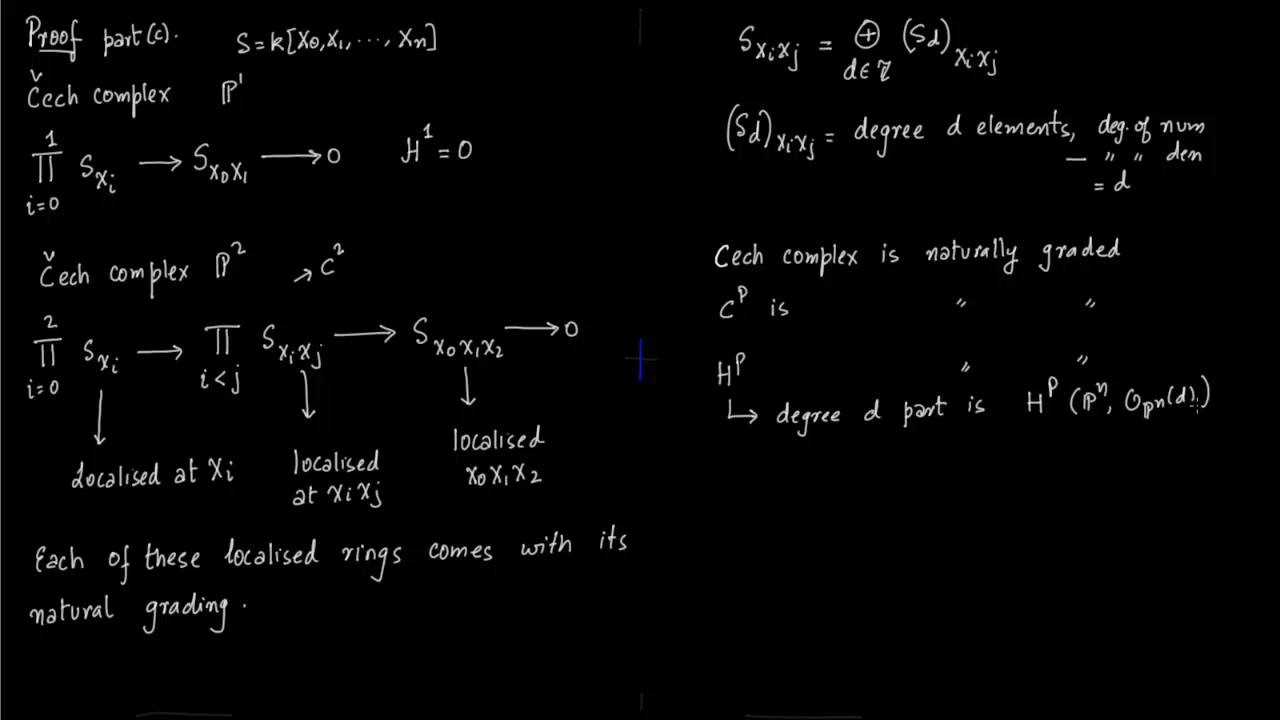 Proof part(c). S = k[x0, x1, ..., xn]
Čech complex ℙ¹
∏_{i=0}^{1} S_{xi} → S_{x0x1} → 0 H¹ = 0
Čech complex ℙ² → C²
∏_{i=0}^{2} S_{xi} → ∏_{i<j} S_{xixj} → S_{x0x1x2} → 0
↓ ↓ ↓
Localised at xi
localised
at xixj
localised
x0x1x2
Each of these localised rings comes with its
natural grading.
S_{xixj} = ⊕_{d∈ℤ} (Sd)_{xixj}
(Sd)_{xixj} = degree d elements, deg. of num
— " " den
= d
Cech complex is naturally graded
C^p is " "
H^p " "
↳ degree d part is H^p (ℙⁿ, O_{ℙn}(d))